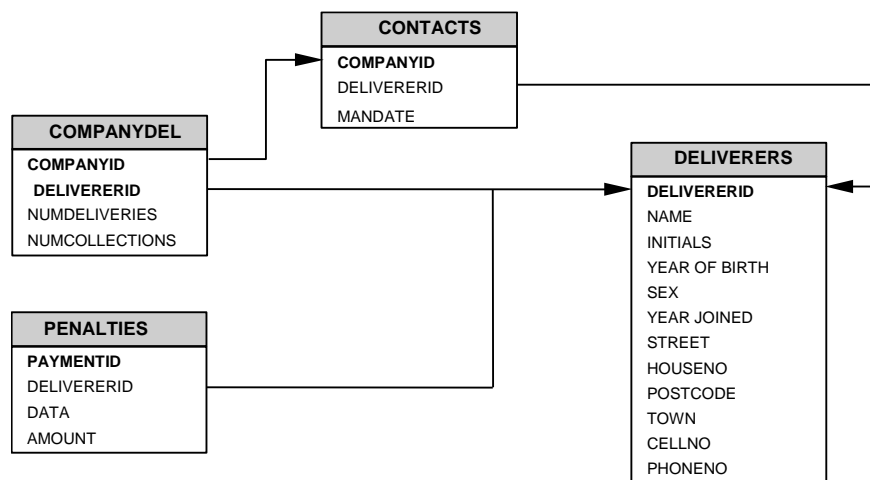 CONTACTS
COMPANYID
DELIVERERID
MANDATE
COMPANYDEL
COMPANYID
DELIVERERID
NUMDELIVERIES
NUMCOLLECTIONS
DELIVERERS
DELIVERERID
NAME
INITIALS
YEAR OF BIRTH
SEX
YEAR JOINED
STREET
HOUSENO
POSTCODE
TOWN
CELLNO
PHONENO
PENALTIES
PAYMENTID
DELIVERERID
DATA
AMOUNT